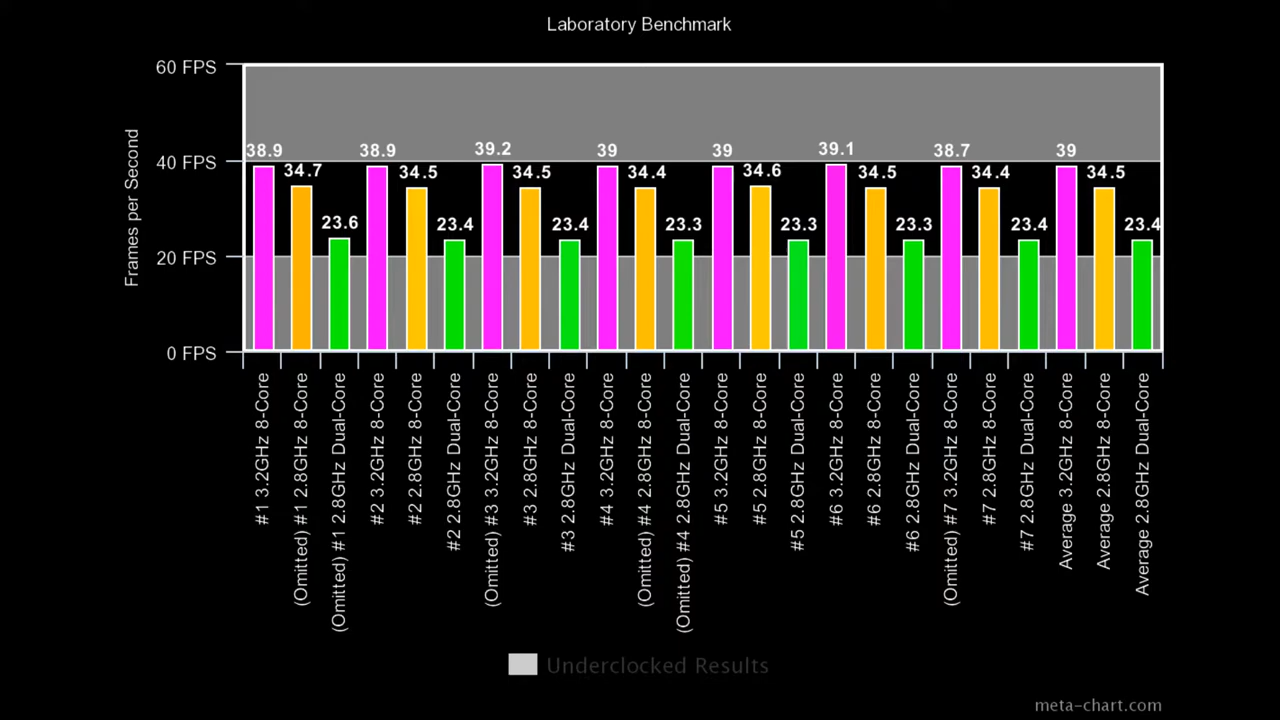 Laboratory Benchmark
60 FPS
40 FPS
20 FPS
0 FPS
Frames per Second
38.9
34.7
23.6
38.9
34.5
23.4
39.2
34.5
23.4
39
34.4
23.3
39
34.6
23.3
39.1
34.5
23.3
38.7
34.4
23.4
39
34.5
23.4
#1 3.2GHz 8-Core
(Omitted) #1 2.8GHz 8-Core
(Omitted) #1 2.8GHz Dual-Core
#2 3.2GHz 8-Core
#2 2.8GHz 8-Core
#2 2.8GHz Dual-Core
(Omitted) #3 3.2GHz 8-Core
#3 2.8GHz 8-Core
#3 2.8GHz Dual-Core
#4 3.2GHz 8-Core
(Omitted) #4 2.8GHz 8-Core
(Omitted) #4 2.8GHz Dual-Core
#5 3.2GHz 8-Core
#5 2.8GHz 8-Core
#5 2.8GHz Dual-Core
#6 3.2GHz 8-Core
#6 2.8GHz 8-Core
#6 2.8GHz Dual-Core
(Omitted) #7 3.2GHz 8-Core
#7 2.8GHz 8-Core
#7 2.8GHz Dual-Core
Average 3.2GHz 8-Core
Average 2.8GHz 8-Core
Average 2.8GHz Dual-Core
Underclocked Results
meta-chart.com